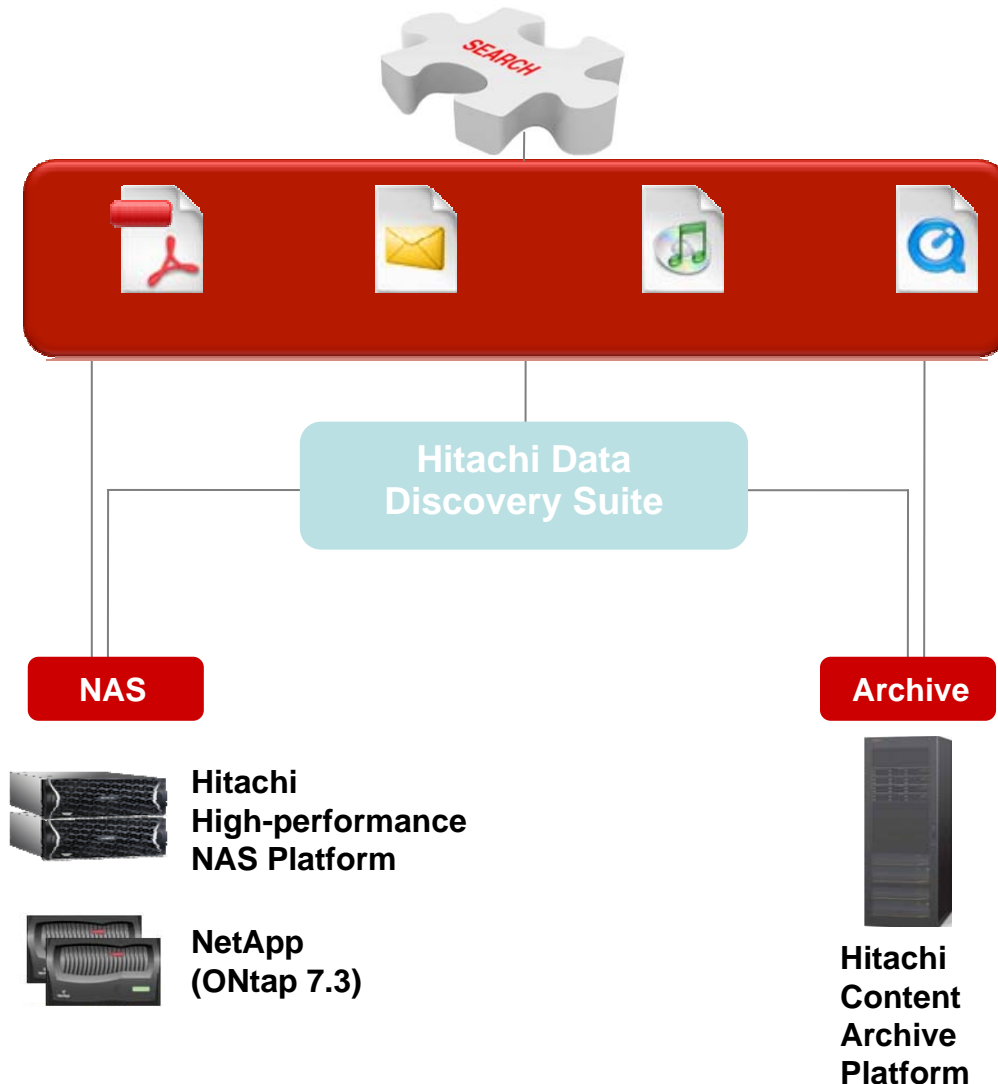 SEARCH
Hitachi Data
Discovery Suite
NAS
Archive
Hitachi
High-performance
NAS Platform
NetApp
(ONtap 7.3)
Hitachi
Content
Archive
Platform